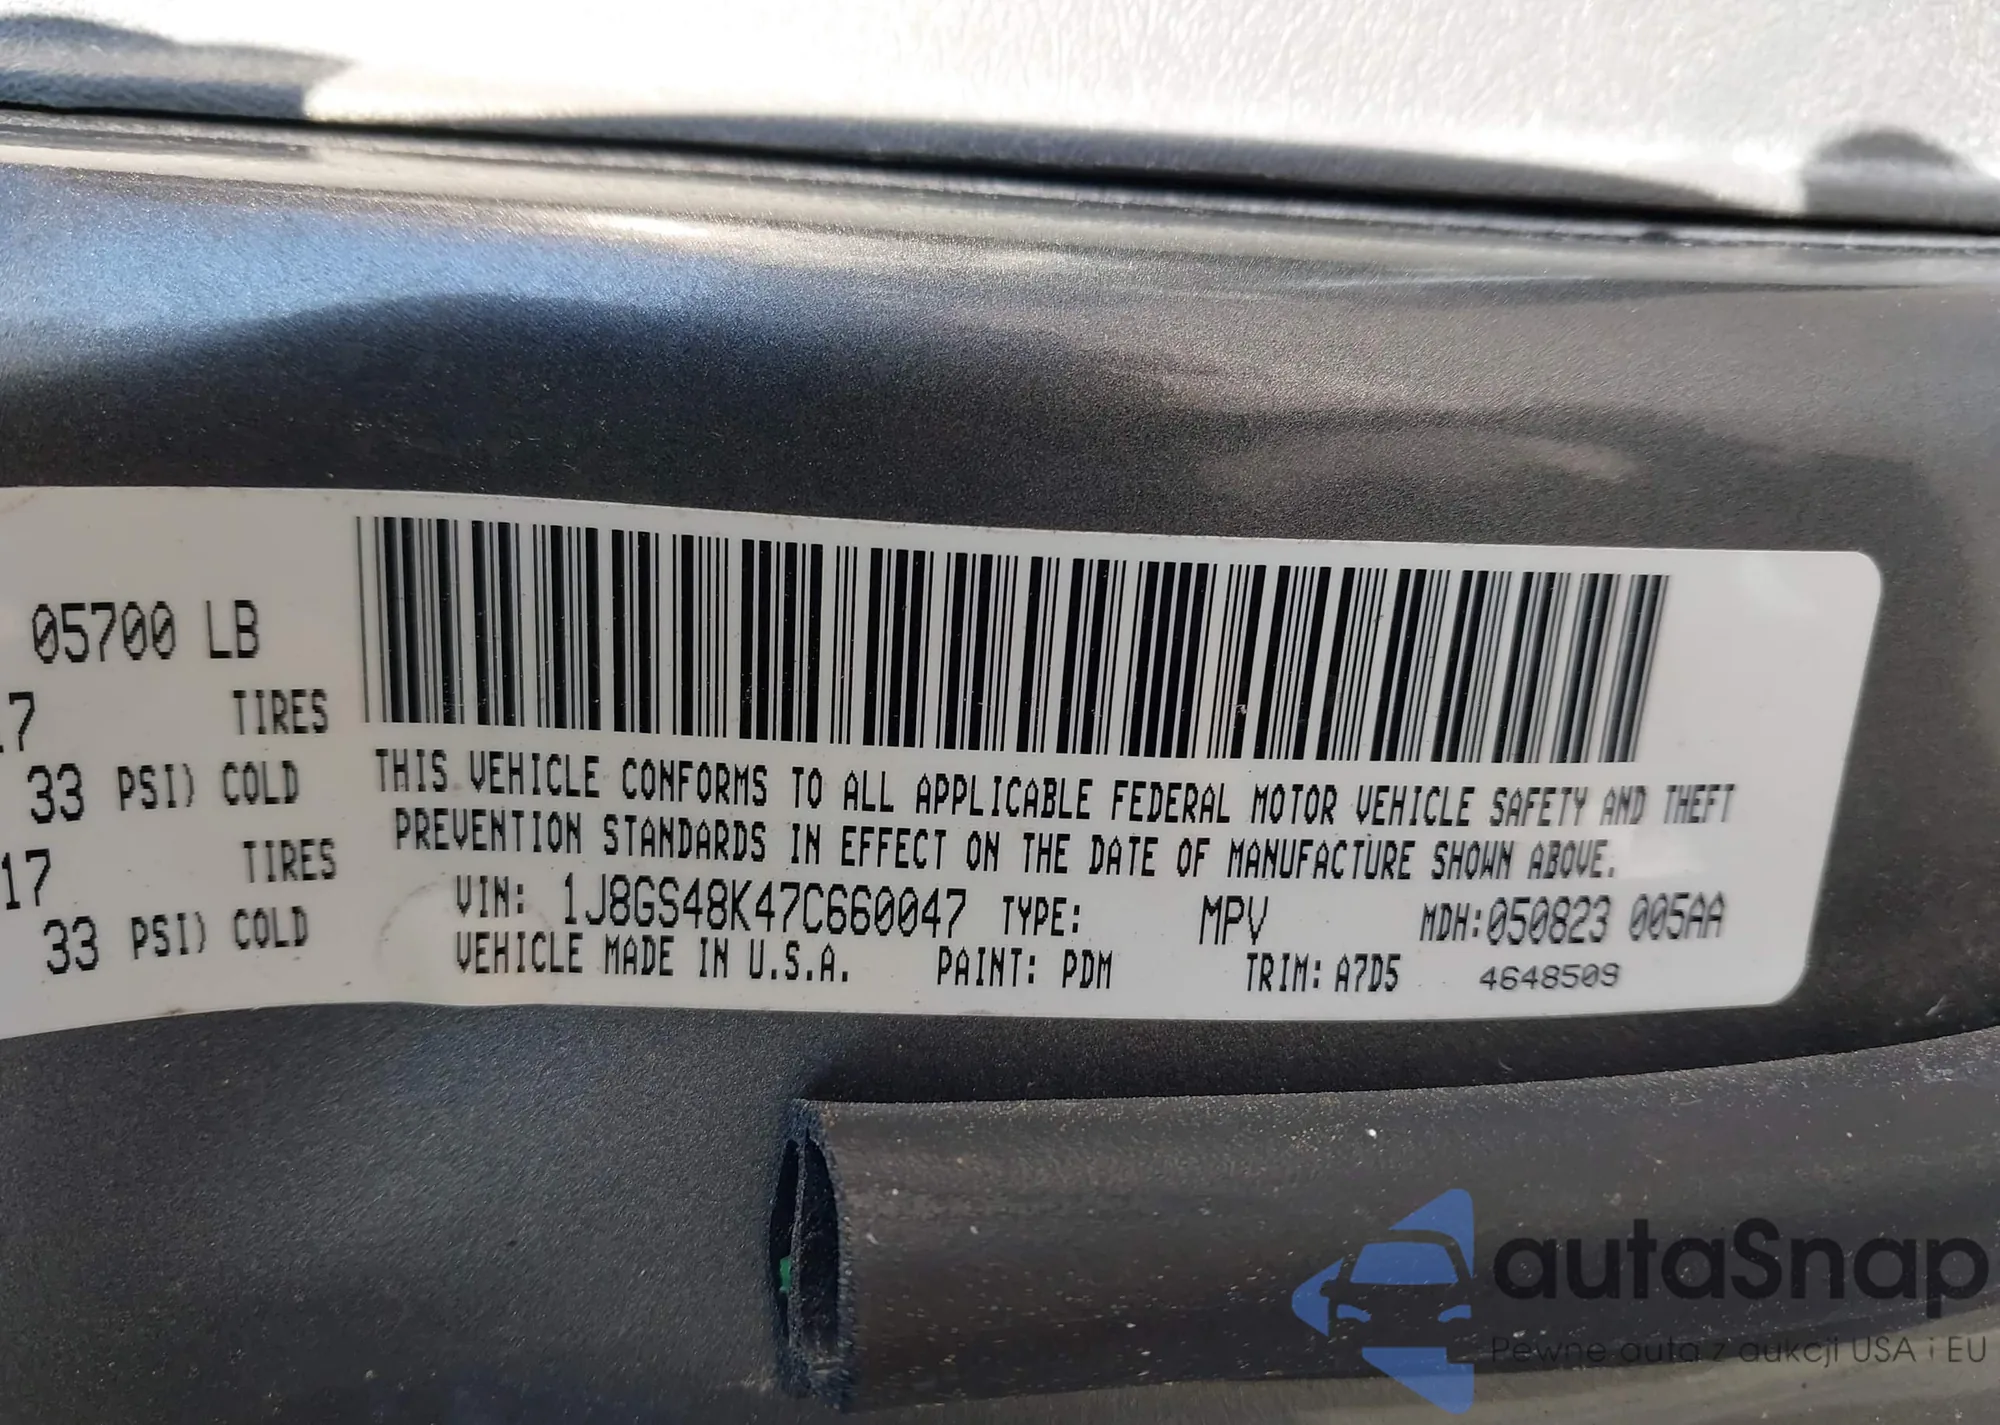 05700 LB
17 TIRES
33 PSI) COLD
17 TIRES
33 PSI) COLD
THIS VEHICLE CONFORMS TO ALL APPLICABLE FEDERAL MOTOR VEHICLE SAFETY AND THEFT
PREVENTION STANDARDS IN EFFECT ON THE DATE OF MANUFACTURE SHOWN ABOVE.
VIN: 1J8GS48K47C660047 TYPE: MPV MDH:050823 005AA
VEHICLE MADE IN U.S.A. PAINT: PDM TRIM: A7D5 4648509
autaSnap
Pewne auta z aukcji USA i EU